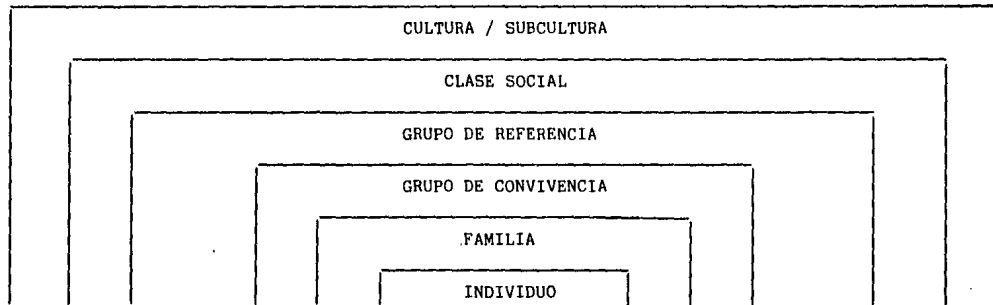 CULTURA / SUBCULTURA
CLASE SOCIAL
GRUPO DE REFERENCIA
GRUPO DE CONVIVENCIA
FAMILIA
INDIVIDUO